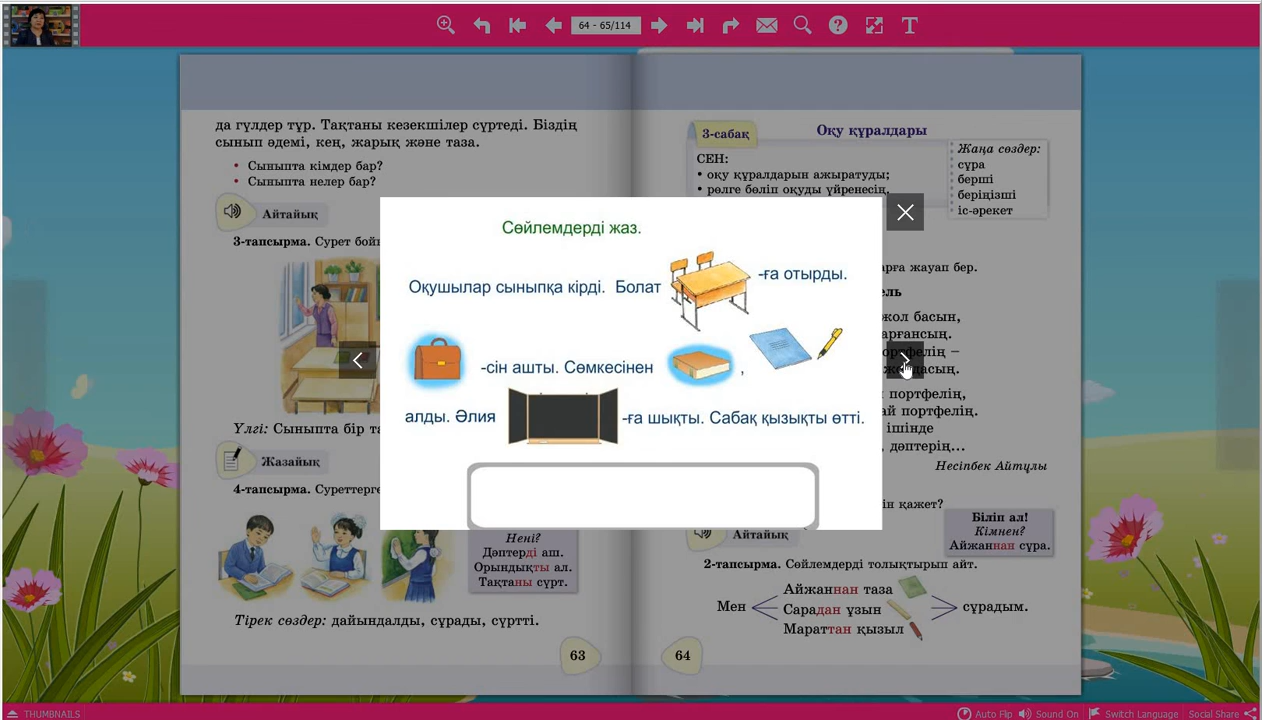 64 - 65/114
да гүлдер тұр. Тақтаны кезекшілер сүртеді. Біздің
сынып әдемі, кең, жарық және таза.
• Сыныпта кімдер бар?
• Сыныпта нелер бар?
Айтайық
3-тапсырма. Сурет бойы
Үлгі: Сыныпта бір та
Жазайық
4-тапсырма. Суреттерге
Нені?
Дәптерді аш.
Орындықты ал.
Тақтаны сүрт.
Тірек сөздер: дайындалды, сұрады, сүртті.
63
3-сабақ
Оқу құралдары
СЕН:
• оқу құралдарын ажыратуды;
• рөлге бөліп оқуды үйренесің.
Жаңа сөздер:
сұра
берші
беріңізші
іс-әрекет
Сөйлемдерді жаз.
Оқушылар сыныпқа кірді. Болат -ға отырды.
-сін ашты. Сөмкесінен ,
алды. Әлия -ға шықты. Сабақ қызықты өтті.
арға жауап бер.
ель
жол басын,
арғансың.
ортфелің –
жолдасың.
портфелің,
ай портфелің.
ішінде
, дәптерің...
Несіпбек Айтұлы
ін қажет?
Айтайық
Біліп ал!
Кімнен?
Айжаннан сұра.
2-тапсырма. Сөйлемдерді толықтырып айт.
Айжаннан таза
Мен Сарадан ұзын сұрадым.
Мараттан қызыл
64
THUMBNAILS
Auto Flip Sound On Switch Language Social Share